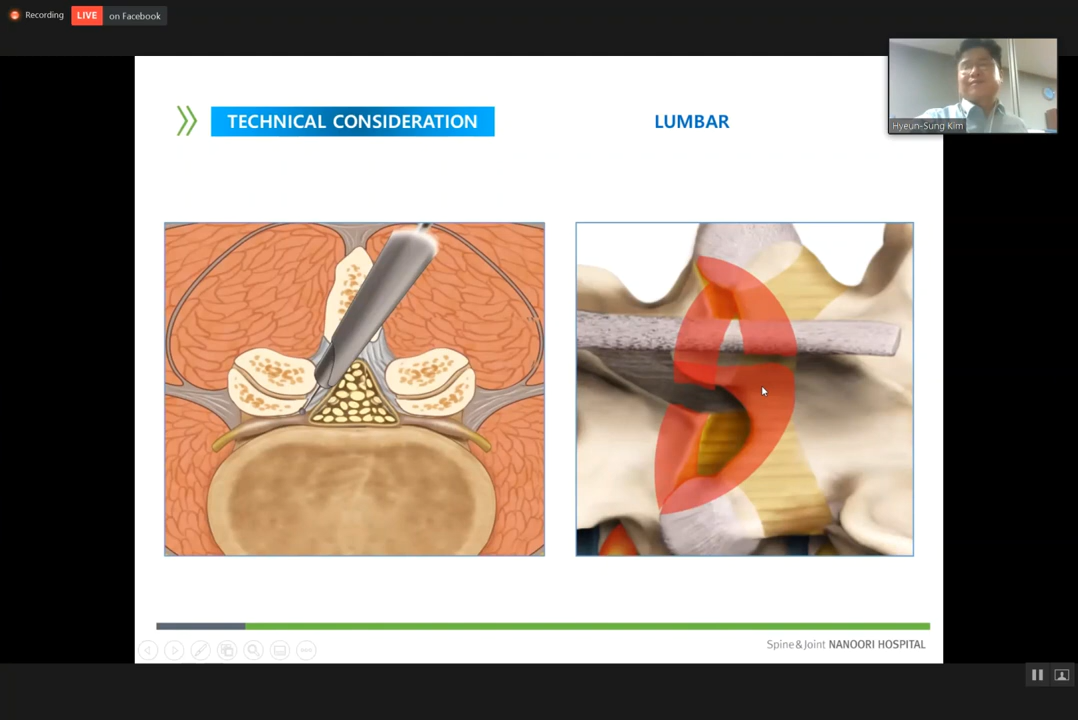 Recording
LIVE on Facebook
TECHNICAL CONSIDERATION
LUMBAR
Hyeun-Sung Kim
Spine & Joint NANOORI HOSPITAL